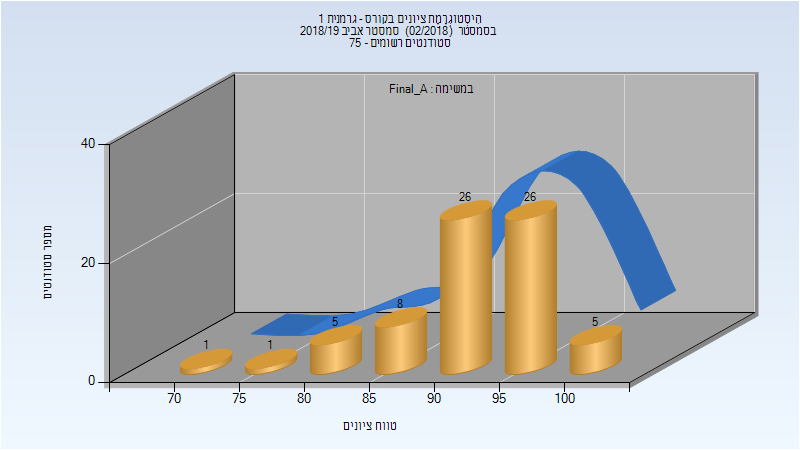 היסטוגרמת ציונים בקורס - גרמנית 1
בסמסטר (02/2018) סמסטר אביב 2018/19
סטודנטים רשומים - 75
במשימה : Final_A
מספר סטודנטים
40
20
0
1
1
5
8
26
26
5
70
75
80
85
90
95
100
טווח ציונים